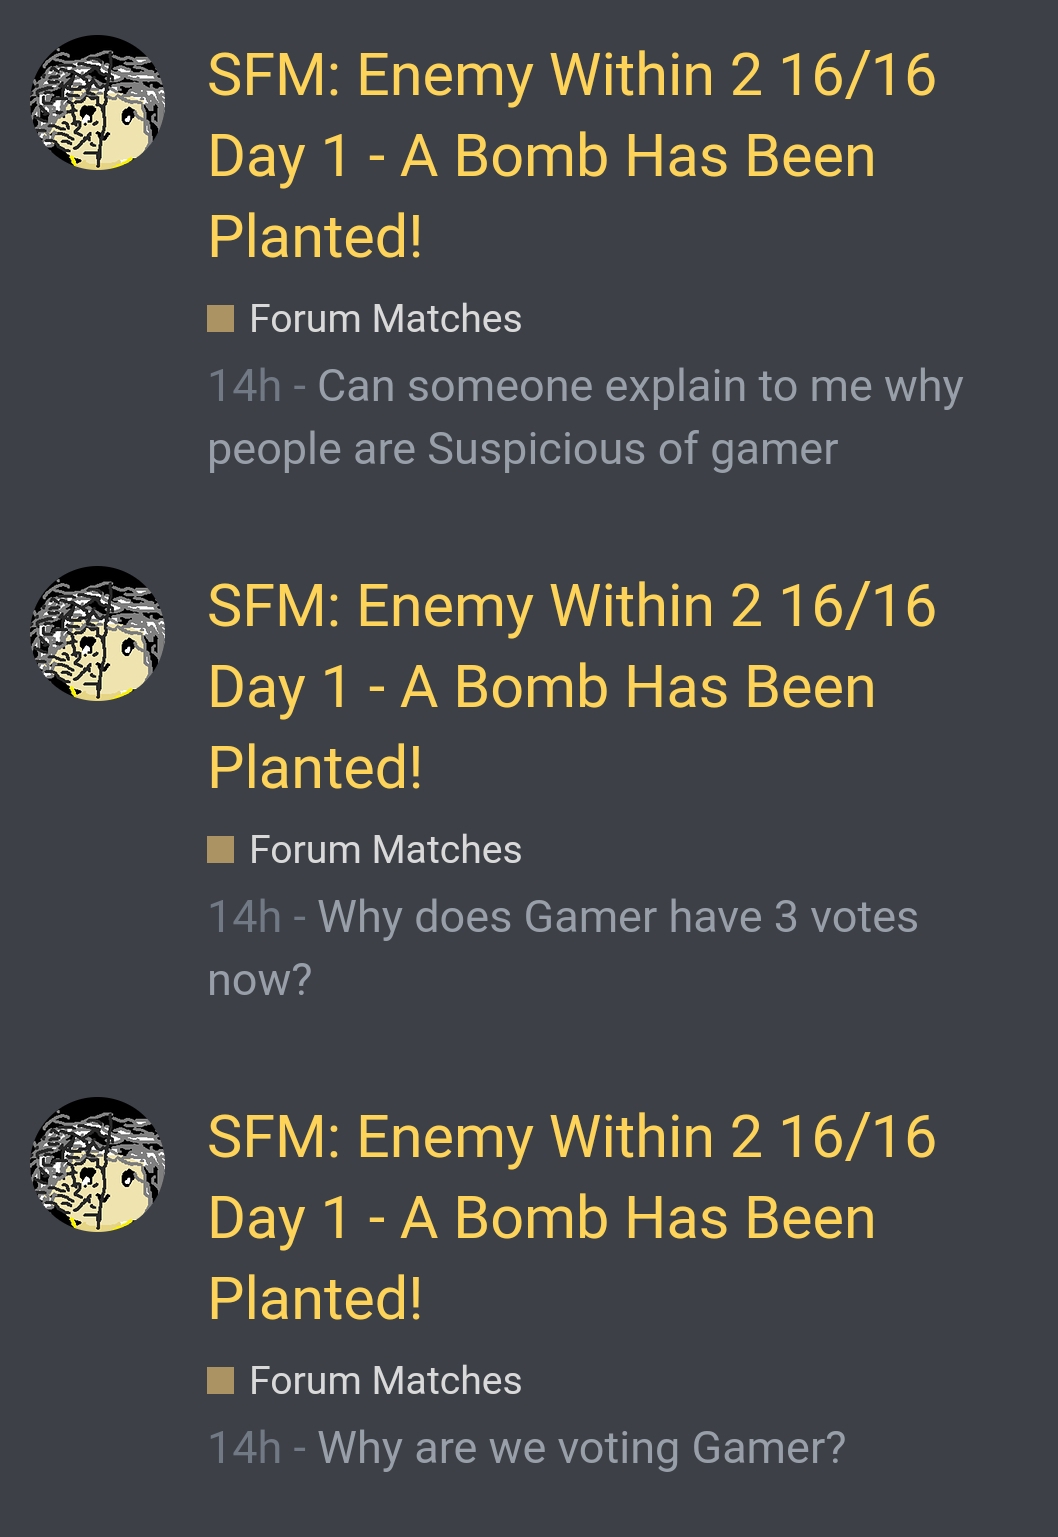 SFM: Enemy Within 2 16/16
Day 1 - A Bomb Has Been
Planted!
Forum Matches
14h - Can someone explain to me why
people are Suspicious of gamer
SFM: Enemy Within 2 16/16
Day 1 - A Bomb Has Been
Planted!
Forum Matches
14h - Why does Gamer have 3 votes
now?
SFM: Enemy Within 2 16/16
Day 1 - A Bomb Has Been
Planted!
Forum Matches
14h - Why are we voting Gamer?